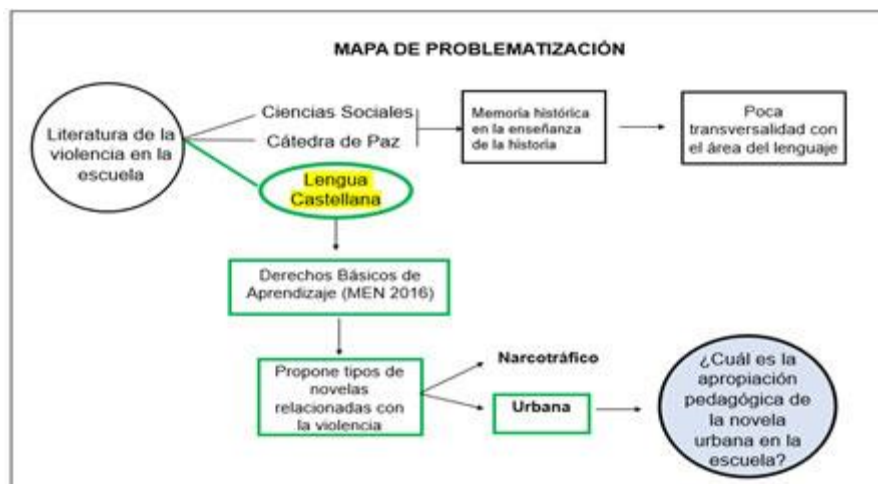 MAPA DE PROBLEMATIZACIÓN
Literatura de la
violencia en la
escuela
Ciencias Sociales
Cátedra de Paz
Memoria histórica
en la enseñanza
de la historia
Poca
transversalidad con
el área del lenguaje
Lengua
Castellana
Derechos Básicos de
Aprendizaje (MEN 2016)
Propone tipos de
novelas
relacionadas con
la violencia
Narcotráfico
Urbana
¿Cuál es la
apropiación
pedagógica de
la novela
urbana en la
escuela?